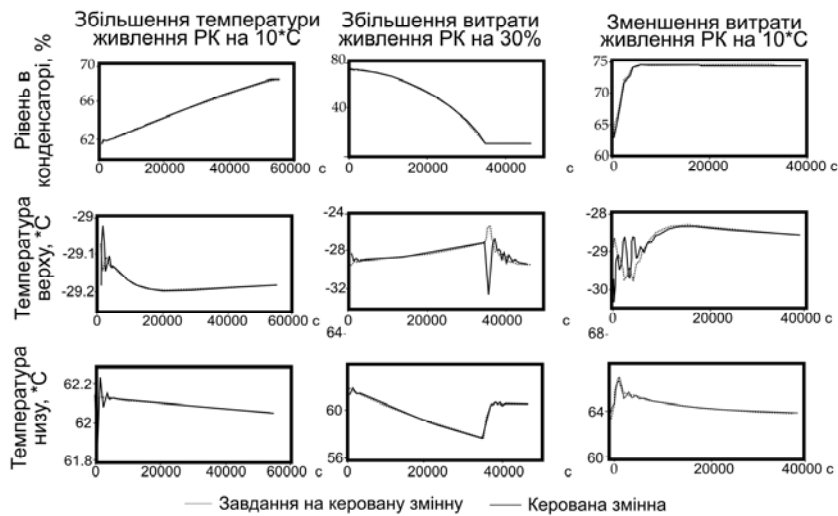 Збільшення температури
живлення РК на 10*С
Збільшення витрати
живлення РК на 30%
Зменшення витрати
живлення РК на 10*С
Рівень в
конденсаторі, %
70
66
62
0 20000 40000 60000 с
80
40
0 20000 40000 с
75
70
65
60
0 20000 40000 с
Температура
верху, *С
-29
-29.1
-29.2
0 20000 40000 60000 с
-24
-28
-32
64
0 20000 40000 с
-28
-29
-30
68
0 20000 40000 с
Температура
низу, *С
62.2
62
61.8
0 20000 40000 60000 с
60
56
0 20000 40000 с
64
60
0 20000 40000 с
Завдання на керовану змінну
Керована змінна